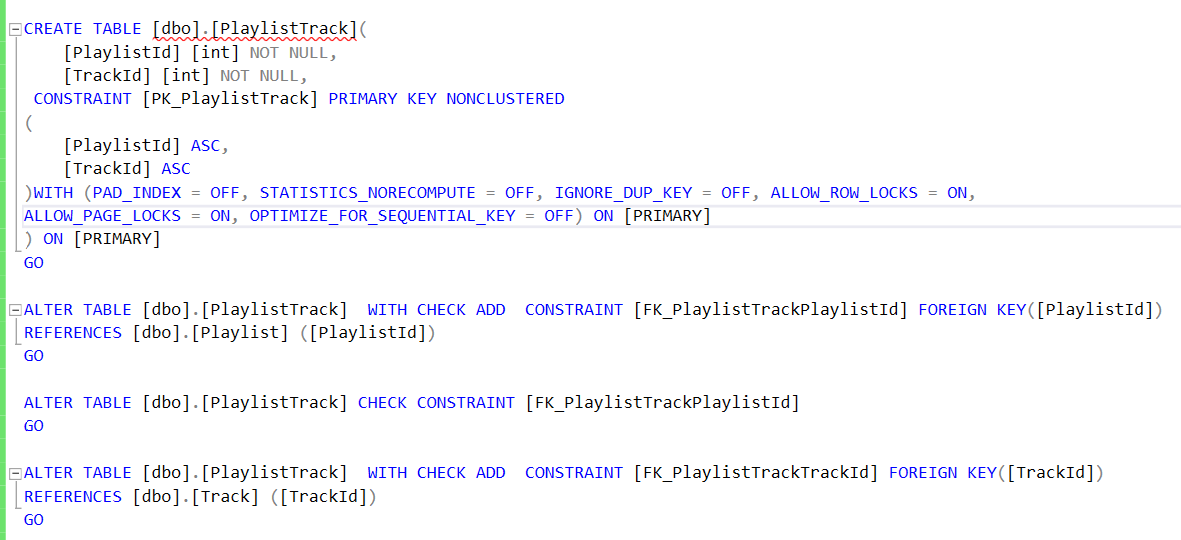 CREATE TABLE [dbo].[PlaylistTrack](
    [PlaylistId] [int] NOT NULL,
    [TrackId] [int] NOT NULL,
 CONSTRAINT [PK_PlaylistTrack] PRIMARY KEY NONCLUSTERED
(
    [PlaylistId] ASC,
    [TrackId] ASC
)WITH (PAD_INDEX = OFF, STATISTICS_NORECOMPUTE = OFF, IGNORE_DUP_KEY = OFF, ALLOW_ROW_LOCKS = ON,
ALLOW_PAGE_LOCKS = ON, OPTIMIZE_FOR_SEQUENTIAL_KEY = OFF) ON [PRIMARY]
) ON [PRIMARY]
GO

ALTER TABLE [dbo].[PlaylistTrack]  WITH CHECK ADD  CONSTRAINT [FK_PlaylistTrackPlaylistId] FOREIGN KEY([PlaylistId])
REFERENCES [dbo].[Playlist] ([PlaylistId])
GO

ALTER TABLE [dbo].[PlaylistTrack] CHECK CONSTRAINT [FK_PlaylistTrackPlaylistId]
GO

ALTER TABLE [dbo].[PlaylistTrack]  WITH CHECK ADD  CONSTRAINT [FK_PlaylistTrackTrackId] FOREIGN KEY([TrackId])
REFERENCES [dbo].[Track] ([TrackId])
GO